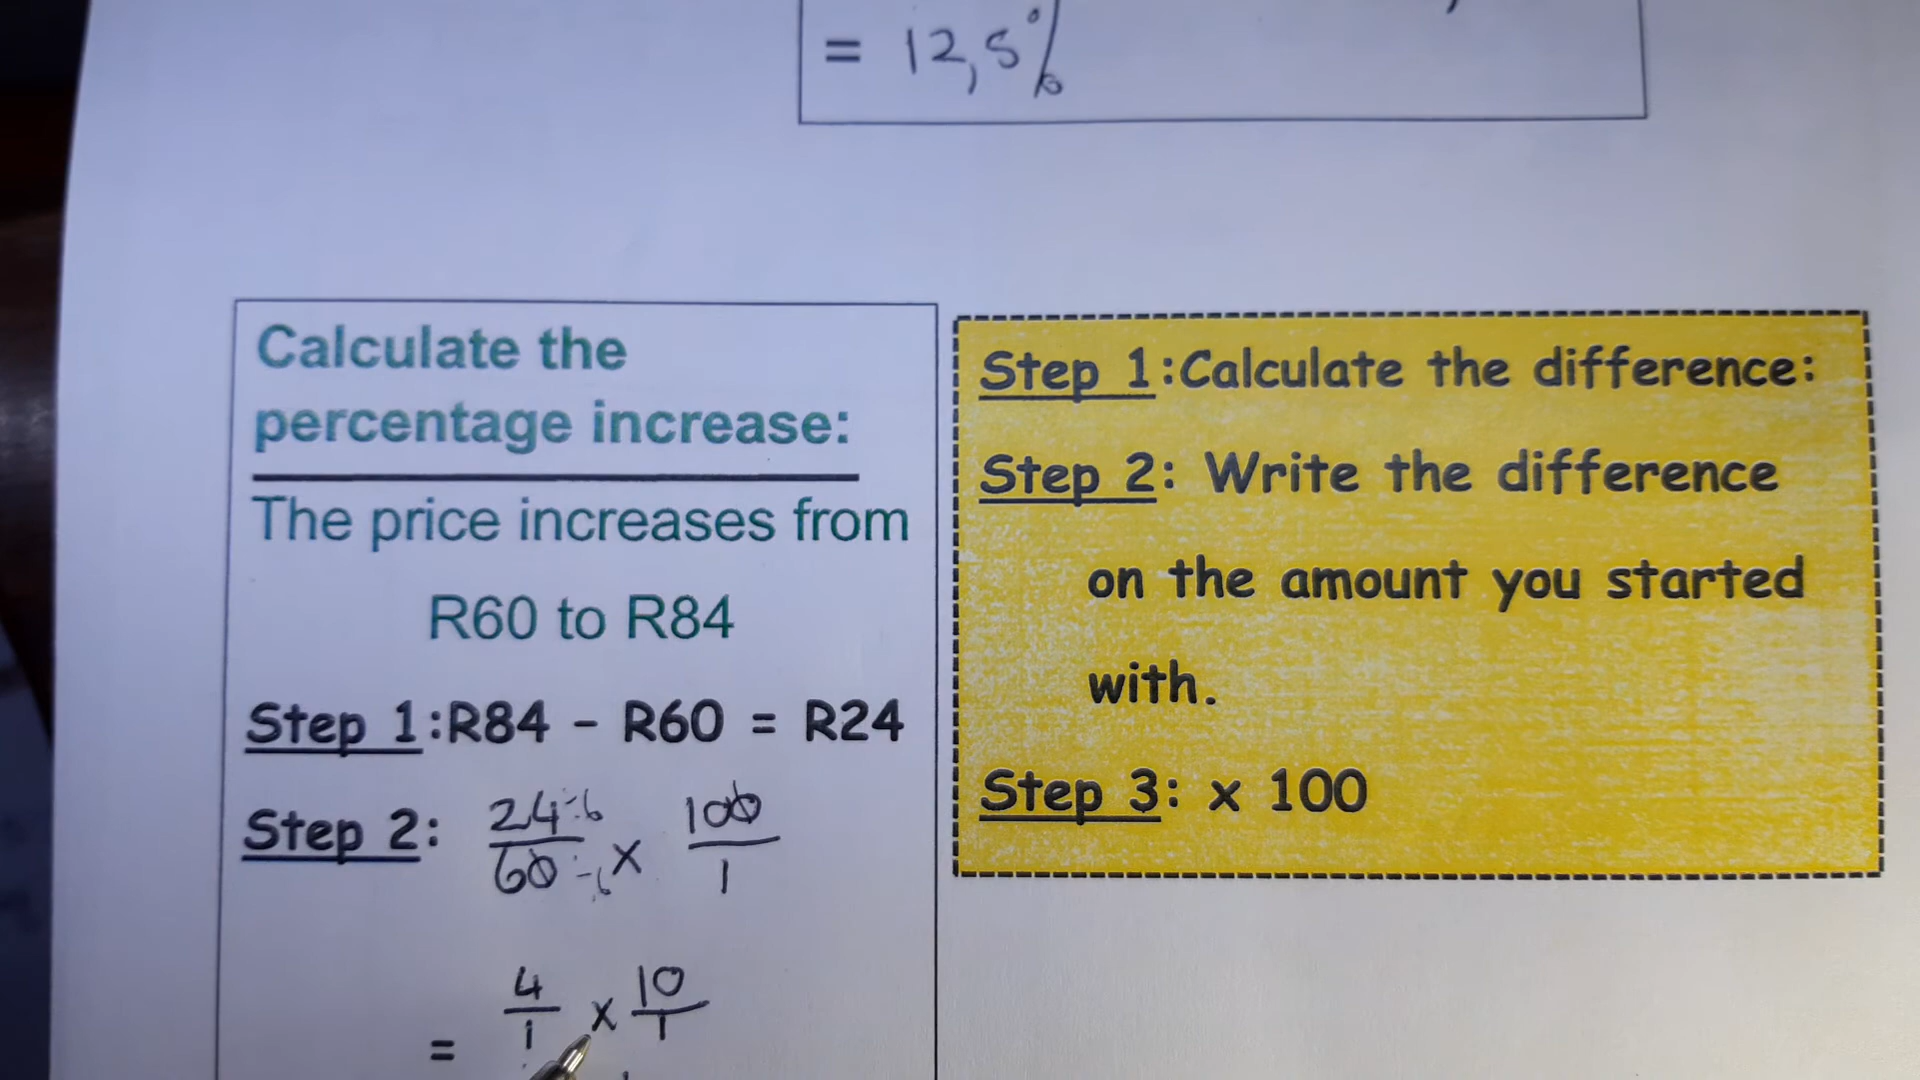 = 12,5%
Calculate the
percentage increase:
The price increases from
R60 to R84
Step 1:R84 - R60 = R24
Step 2: 24÷6/60÷6 x 100/1
= 4/1 x 10/1
Step 1:Calculate the difference:
Step 2: Write the difference
on the amount you started
with.
Step 3: x 100